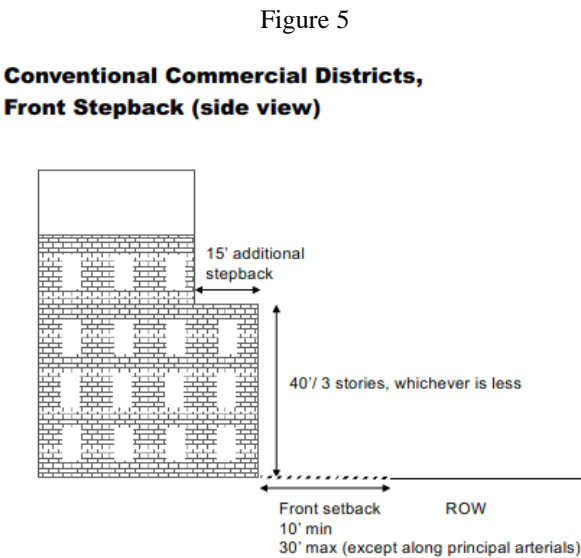 Figure 5
Conventional Commercial Districts,
Front Stepback (side view)
15' additional
stepback
40'/ 3 stories, whichever is less
Front setback
ROW
10' min
30' max (except along principal arterials)